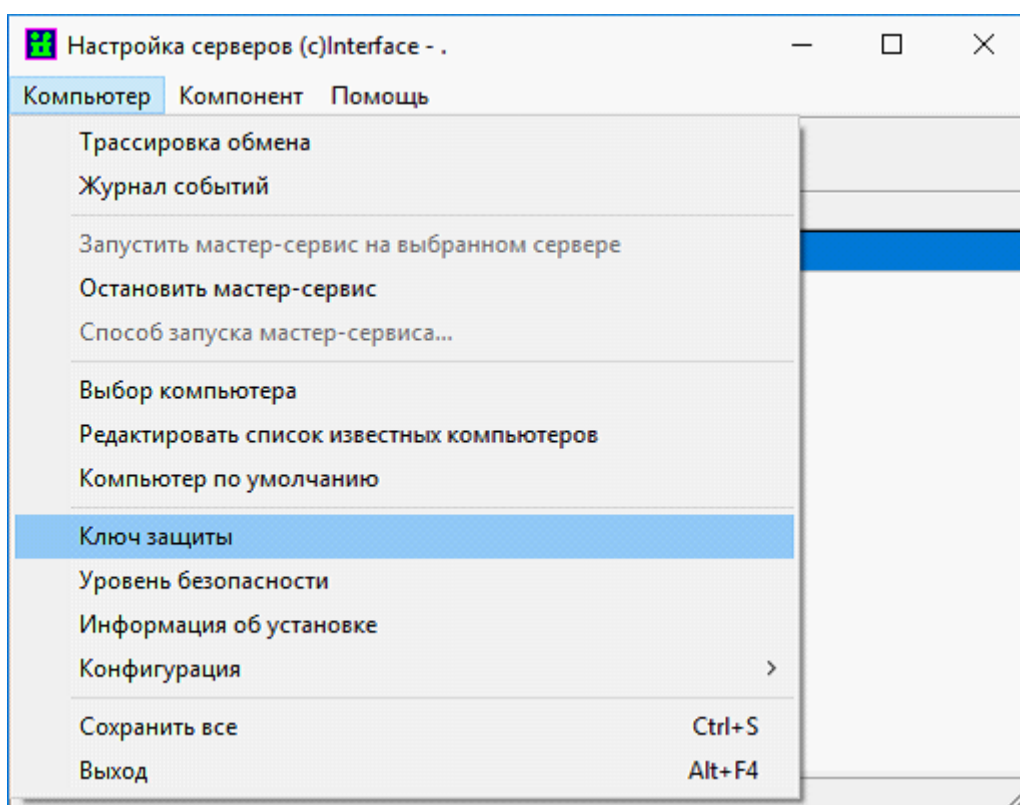 Настройка серверов (c)Interface - .
Компьютер Компонент Помощь
Трассировка обмена
Журнал событий
Запустить мастер-сервис на выбранном сервере
Остановить мастер-сервис
Способ запуска мастер-сервиса...
Выбор компьютера
Редактировать список известных компьютеров
Компьютер по умолчанию
Ключ защиты
Уровень безопасности
Информация об установке
Конфигурация
Сохранить все Ctrl+S
Выход Alt+F4